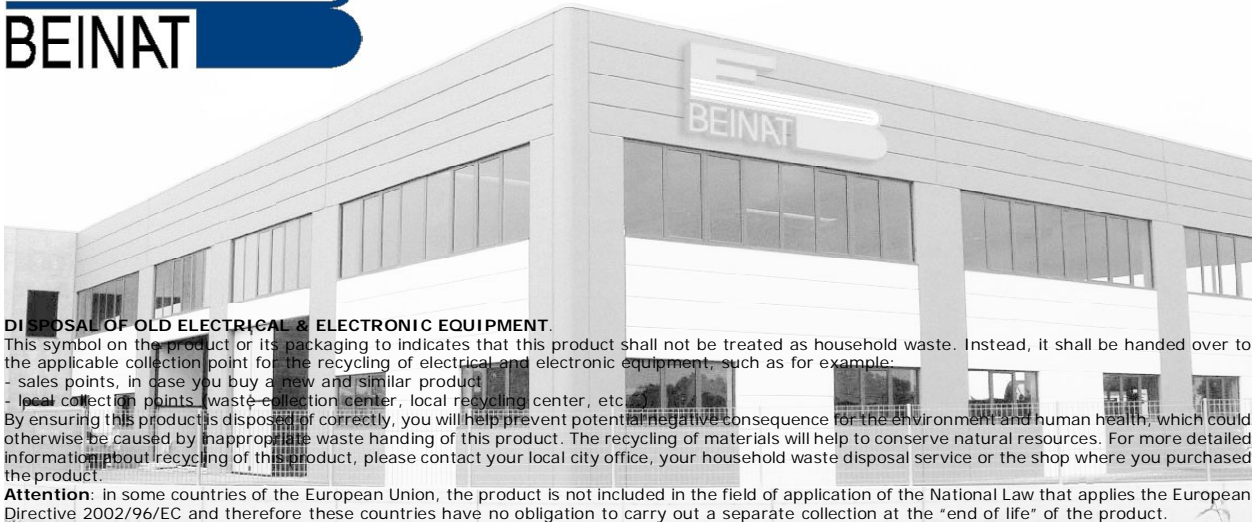 BEINAT
BEINAT
DISPOSAL OF OLD ELECTRICAL & ELECTRONIC EQUIPMENT.
This symbol on the product or its packaging to indicates that this product shall not be treated as household waste. Instead, it shall be handed over to
the applicable collection point for the recycling of electrical and electronic equipment, such as for example:
- sales points, in case you buy a new and similar product
- local collection points (waste collection center, local recycling center, etc...).
By ensuring this product is disposed of correctly, you will help prevent potential negative consequence for the environment and human health, which could
otherwise be caused by inappropriate waste handing of this product. The recycling of materials will help to conserve natural resources. For more detailed
information about recycling of this product, please contact your local city office, your household waste disposal service or the shop where you purchased
the product.
Attention: in some countries of the European Union, the product is not included in the field of application of the National Law that applies the European
Directive 2002/96/EC and therefore these countries have no obligation to carry out a separate collection at the “end of life” of the product.